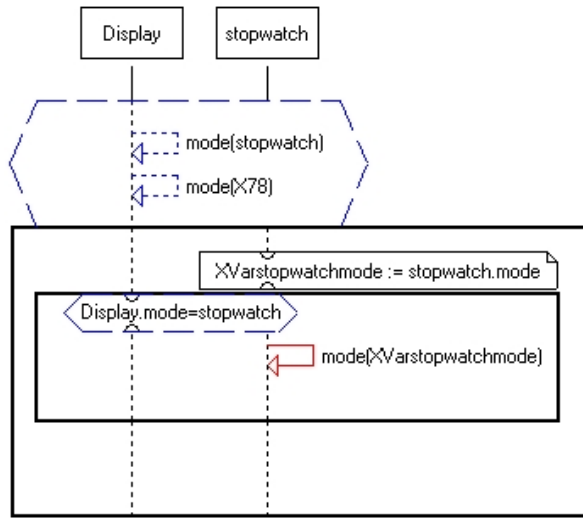 Display
stopwatch
mode(stopwatch)
mode(X78)
XVarstopwatchmode := stopwatch.mode
Display.mode=stopwatch
mode(XVarstopwatchmode)